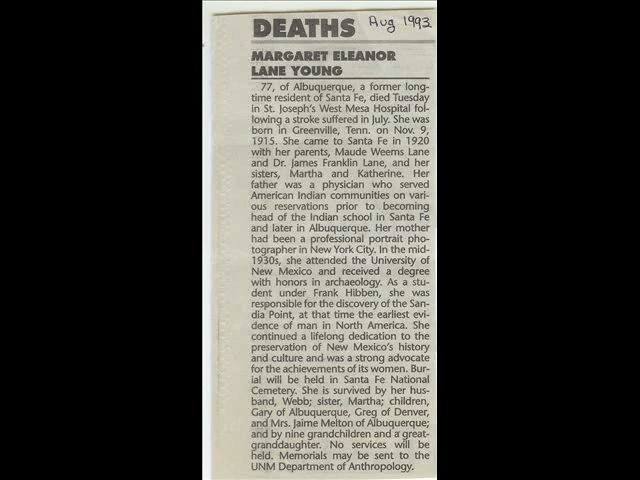 DEATHS Aug 1993
MARGARET ELEANOR
LANE YOUNG
77, of Albuquerque, a former long-
time resident of Santa Fe, died Tuesday
in St. Joseph's West Mesa Hospital fol-
lowing a stroke suffered in July. She was
born in Greenville, Tenn. on Nov. 9,
1915. She came to Santa Fe in 1920
with her parents, Maude Weems Lane
and Dr. James Franklin Lane, and her
sisters, Martha and Katherine. Her
father was a physician who served
American Indian communities on vari-
ous reservations prior to becoming
head of the Indian school in Santa Fe
and later in Albuquerque. Her mother
had been a professional portrait pho-
tographer in New York City. In the mid-
1930s, she attended the University of
New Mexico and received a degree
with honors in archaeology. As a stu-
dent under Frank Hibben, she was
responsible for the discovery of the San-
dia Point, at that time the earliest evi-
dence of man in North America. She
continued a lifelong dedication to the
preservation of New Mexico's history
and culture and was a strong advocate
for the achievements of its women. Bur-
ial will be held in Santa Fe National
Cemetery. She is survived by her hus-
band, Webb; sister, Martha; children,
Gary of Albuquerque, Greg of Denver,
and Mrs. Jaime Melton of Albuquerque;
and by nine grandchildren and a great-
granddaughter. No services will be
held. Memorials may be sent to the
UNM Department of Anthropology.